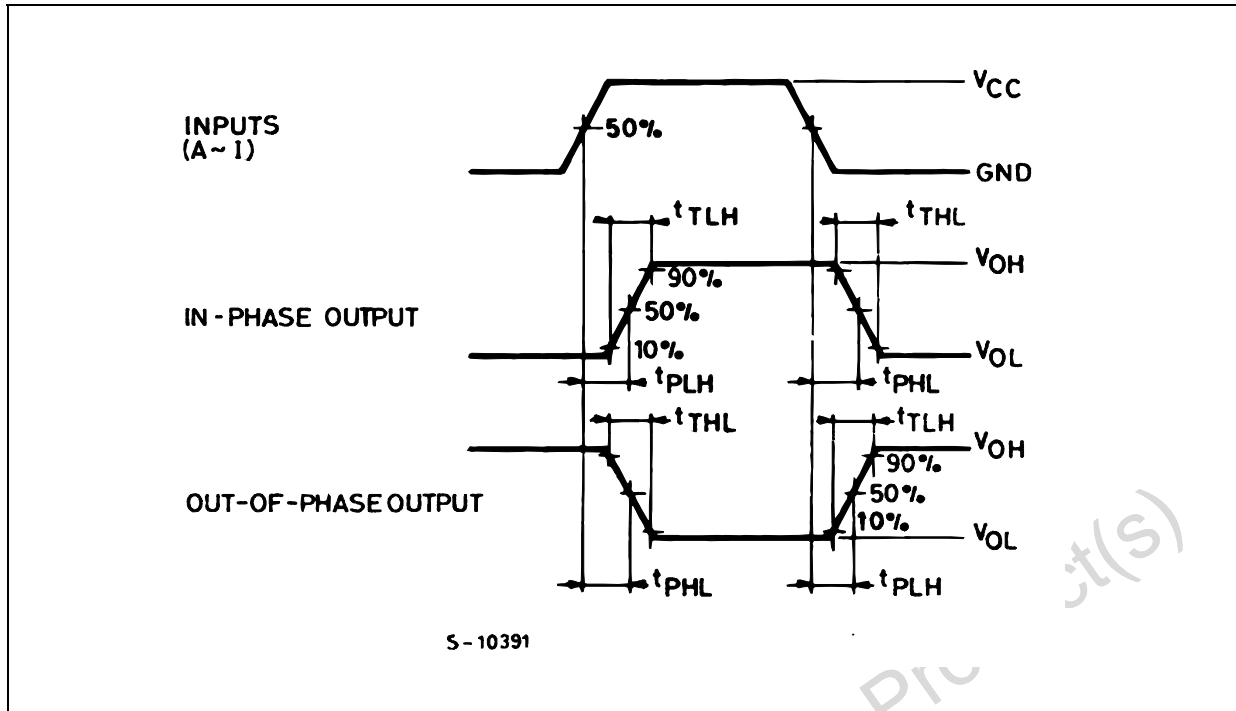 VCC
INPUTS
(A~I)
50%
GND
tTLH
tTHL
VOH
90%
IN-PHASE OUTPUT
50%
10%
VOL
tPLH
tPHL
tTHL
tTLH
VOH
90%
OUT-OF-PHASE OUTPUT
50%
10%
VOL
tPHL
tPLH
S-10391